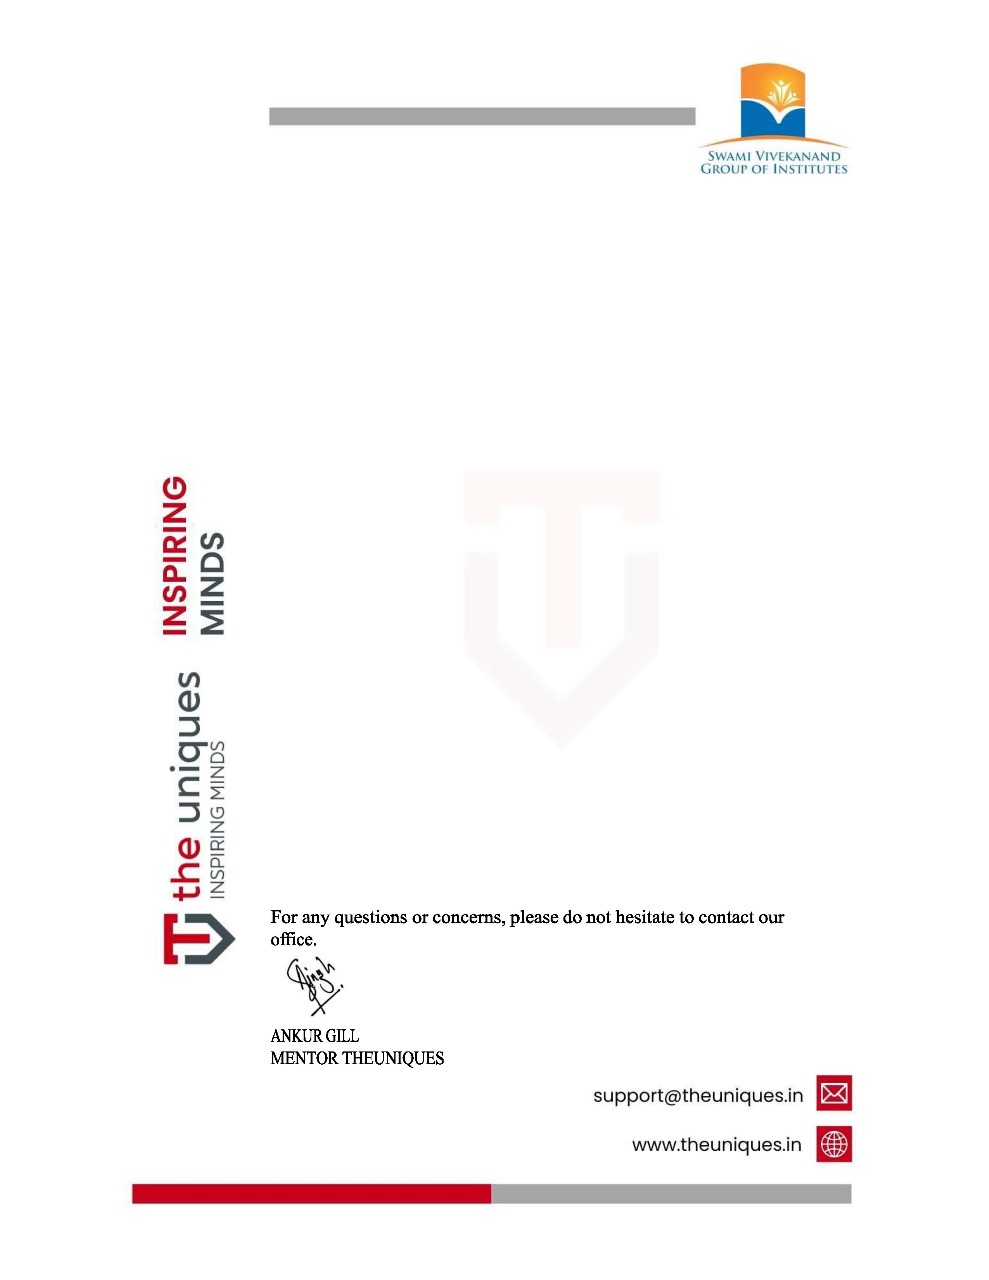 SWAMI VIVEKANAND
GROUP OF INSTITUTES
INSPIRING
MINDS
the uniques
INSPIRING MINDS
For any questions or concerns, please do not hesitate to contact our
office.
ANKUR GILL
MENTOR THEUNIQUES
support@theuniques.in
www.theuniques.in